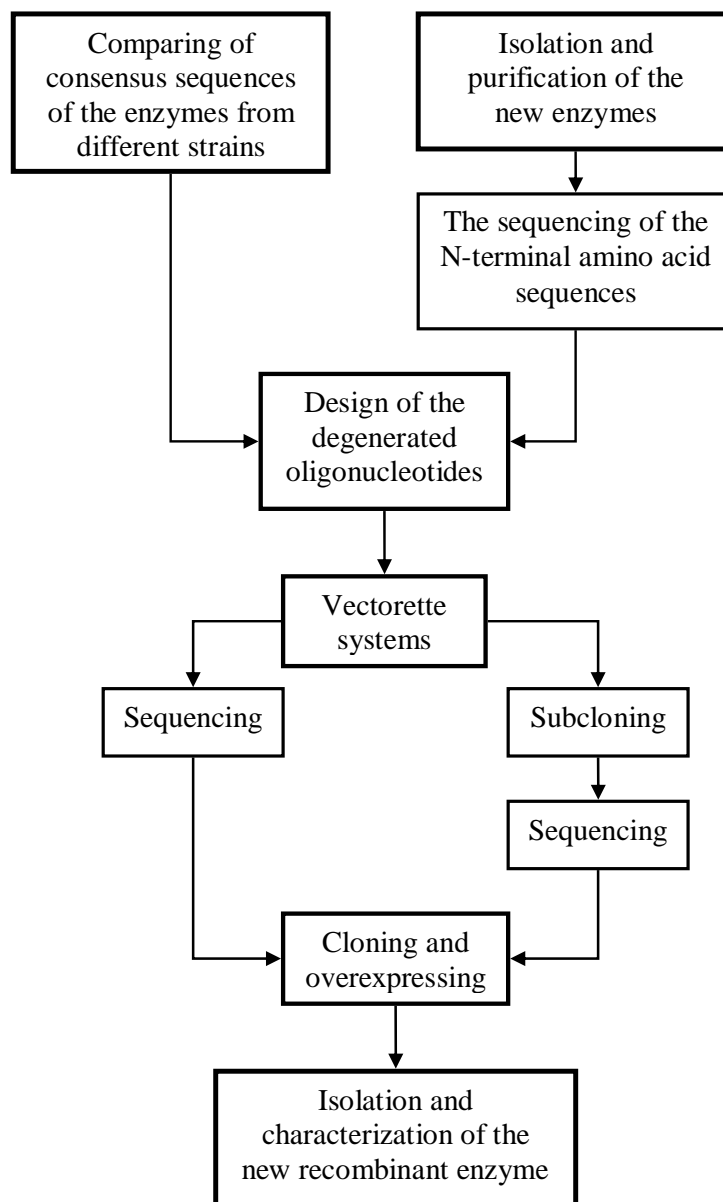 Comparing of
consensus sequences
of the enzymes from
different strains
Isolation and
purification of the
new enzymes
The sequencing of the
N-terminal amino acid
sequences
Design of the
degenerated
oligonucleotides
Vectorette
systems
Sequencing
Subcloning
Sequencing
Cloning and
overexpressing
Isolation and
characterization of the
new recombinant enzyme